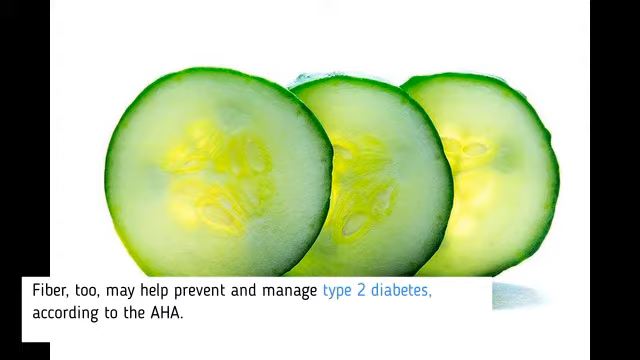 Fiber, too, may help prevent and manage type 2 diabetes,
according to the AHA.